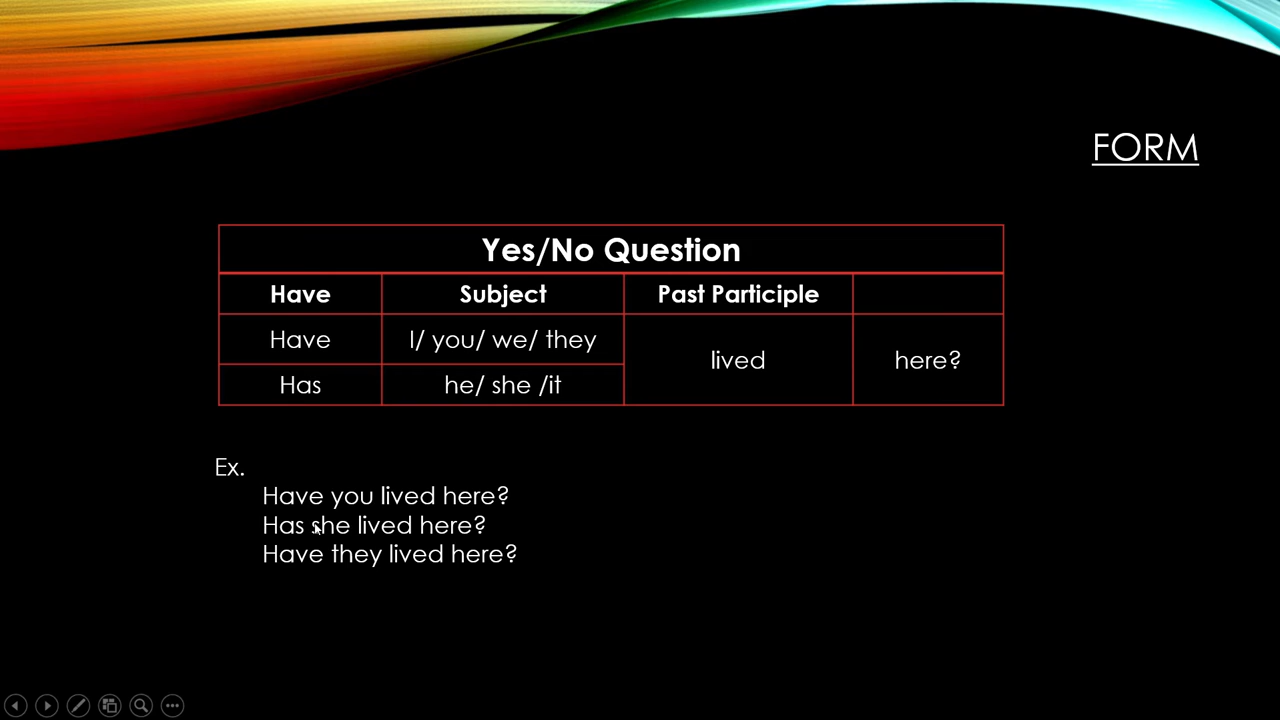 FORM
Yes/No Question
Have Subject Past Participle
Have I/ you/ we/ they lived here?
Has he/ she /it
Ex.
Have you lived here?
Has she lived here?
Have they lived here?